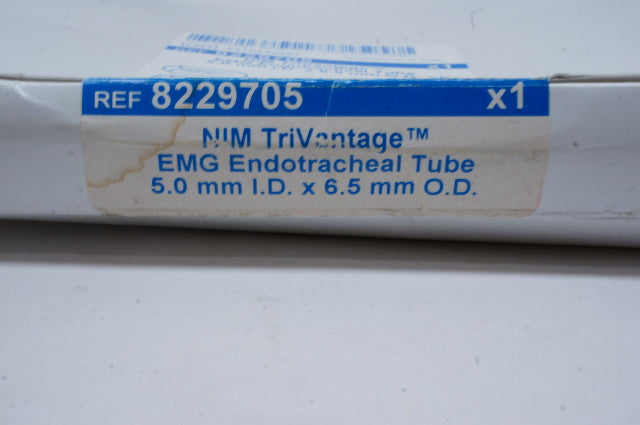 REF 8229705 x1
NIM TriVantage™
EMG Endotracheal Tube
5.0 mm I.D. x 6.5 mm O.D.